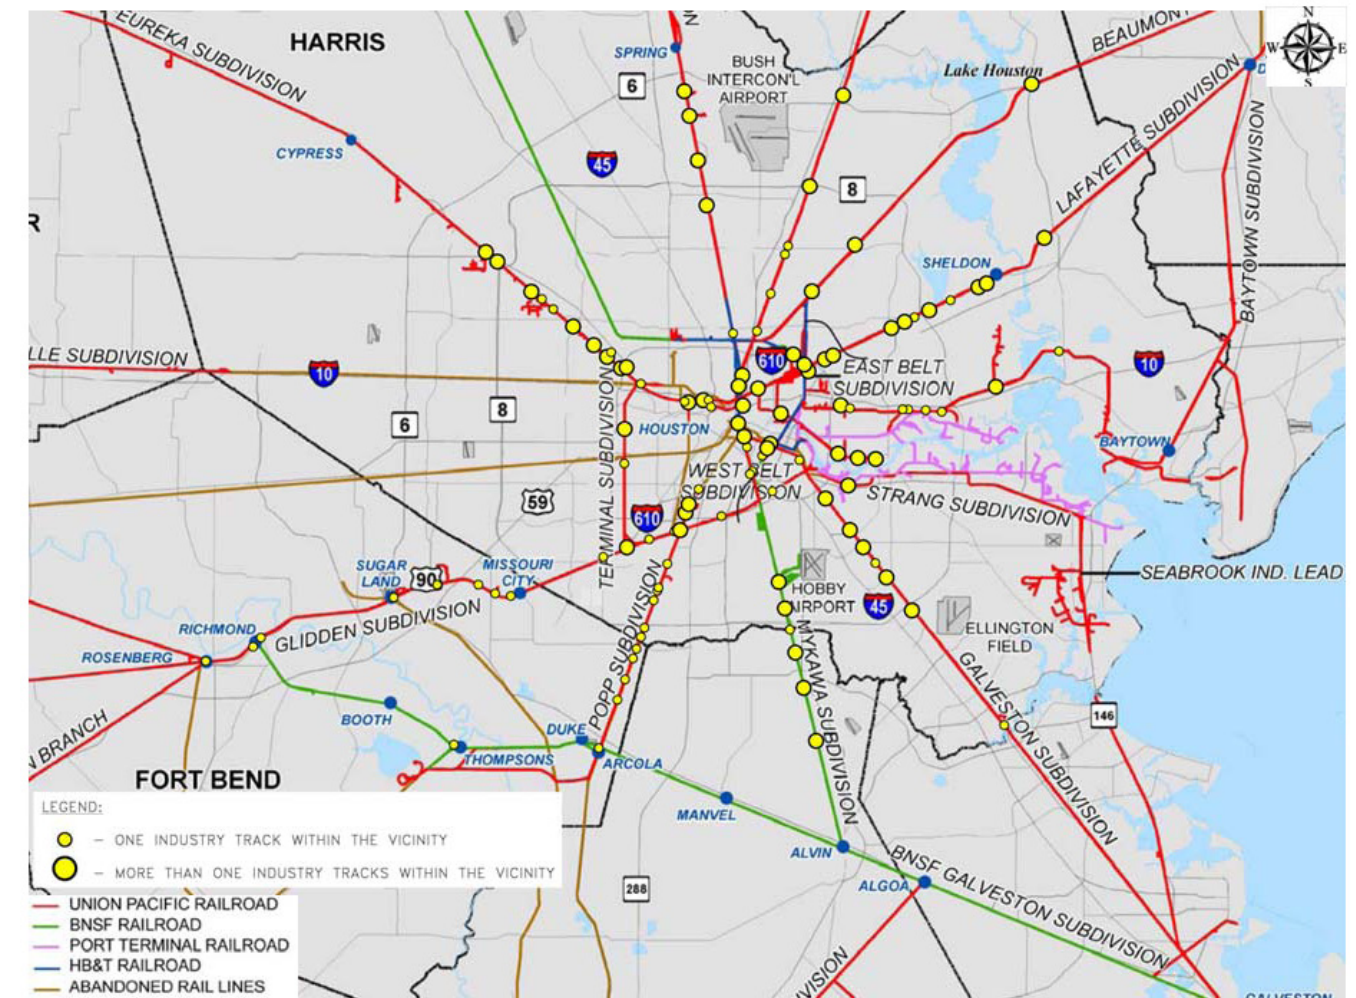 EUREKA SUBDIVISION
HARRIS
SPRING
N
6
BUSH
INTERCON'L
AIRPORT
Lake Houston
BEAUMONT
N
W
E
S
D
CYPRESS
45
8
LAFAYETTE SUBDIVISION
BAYTOWN SUBDIVISION
R
SHELDON
LLE SUBDIVISION
10
610
EAST BELT
SUBDIVISION
10
6
8
TERMINAL SUBDIVISION
HOUSTON
BAYTOWN
WEST BELT
SUBDIVISION
59
610
STRANG SUBDIVISION
SUGAR
LAND
90
MISSOURI
CITY
HOBBY
AIRPORT
45
SEABROOK IND. LEAD
RICHMOND
GLIDDEN SUBDIVISION
ELLINGTON
FIELD
ROSENBERG
POPP SUBDIVISION
MYKAWA SUBDIVISION
GALVESTON SUBDIVISION
BOOTH
DUKE
146
N BRANCH
THOMPSONS
ARCOLA
FORT BEND
MANVEL
ALVIN
ALGOA
BNSF GALVESTON SUBDIVISION
288
LEGEND:
– ONE INDUSTRY TRACK WITHIN THE VICINITY
– MORE THAN ONE INDUSTRY TRACKS WITHIN THE VICINITY
UNION PACIFIC RAILROAD
BNSF RAILROAD
PORT TERMINAL RAILROAD
HB&T RAILROAD
ABANDONED RAIL LINES
VISION
GALVESTON